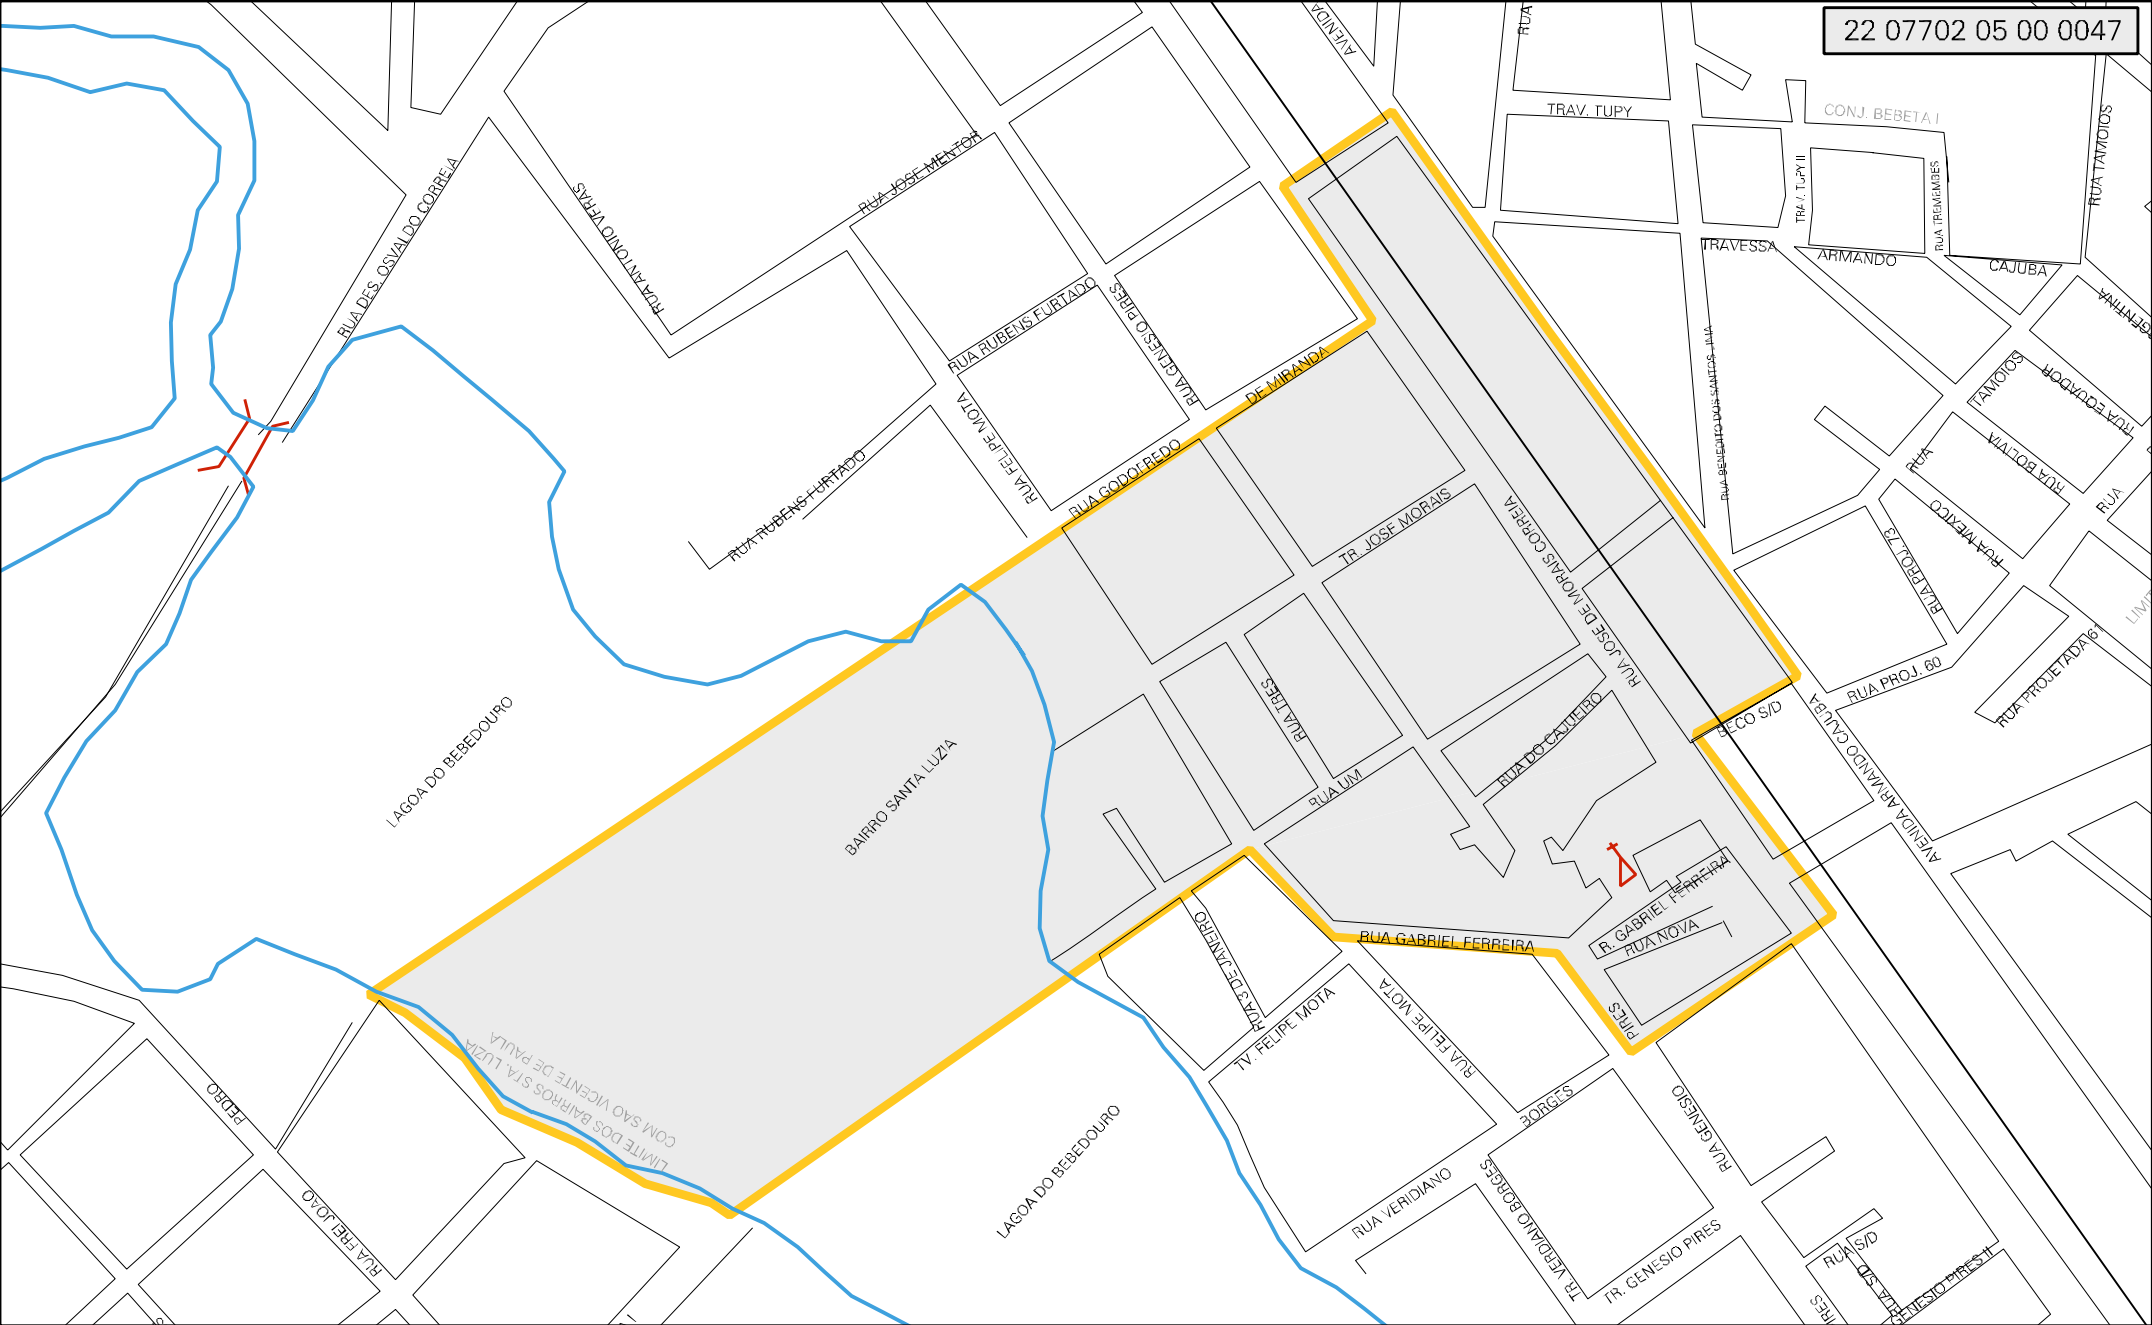 22 07702 05 00 0047
AVENIDA
RUA
TRAV. TUPY
CONJ. BEBETA I
RUA TAMOIOS
TRAV. TUPY II
RUA TREMEMBES
TRAVESSA
ARMANDO
CAJUBA
RUA JOSE MENTOR
RUA ANTONIO VERAS
RUA DES. OSVALDO CORREIA
RUA RUBENS FURTADO
RUA GENESIO PIRES
RUA FELIPE MOTA
RUA GODOFREDO
DE MIRANDA
RUA RUBENS FURTADO
TR. JOSE MORAIS
RUA JOSE DE MORAIS CORREIA
RUA BENEDITO DOS SANTOS LIMA
TAMOIOS
RUA
RUA EQUADOR
RUA BOLIVIA
RUA MEXICO
RUA
RUA PROJ. 73
RUA PROJ. 60
RUA PROJETADA 61
RUA TRES
RUA DO CAJUEIRO
RUA UM
BECO S/D
AVENIDA ARMANDO CAJUBA
LAGOA DO BEBEDOURO
BAIRRO SANTA LUZIA
R. GABRIEL FERREIRA
RUA NOVA
RUA GABRIEL FERREIRA
PIRES
RUA 3 DE JANEIRO
TV. FELIPE MOTA
RUA FELIPE MOTA
LIMITE DOS BAIRROS STA. LUZIA
COM SAO VICENTE DE PAULA
LAGOA DO BEBEDOURO
PEDRO
RUA FREI JOAO
BORGES
RUA VERIDIANO
TR. VERDIANO BORGES
RUA GENESIO
TR. GENESIO PIRES
RUA S/D
RUA S/D
GENESIO PIRES II